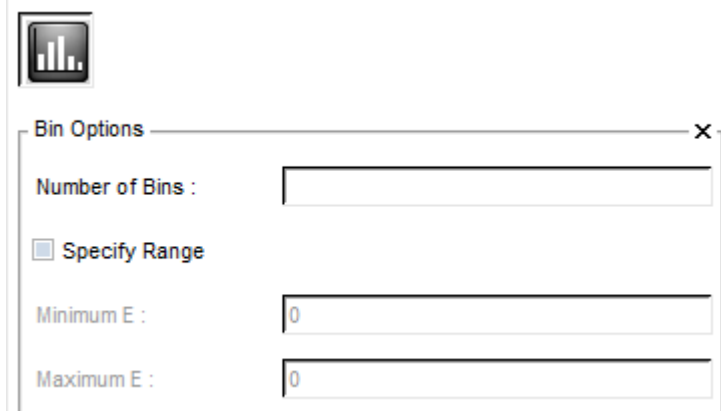 Bin Options
Number of Bins :
Specify Range
Minimum E : 0
Maximum E : 0